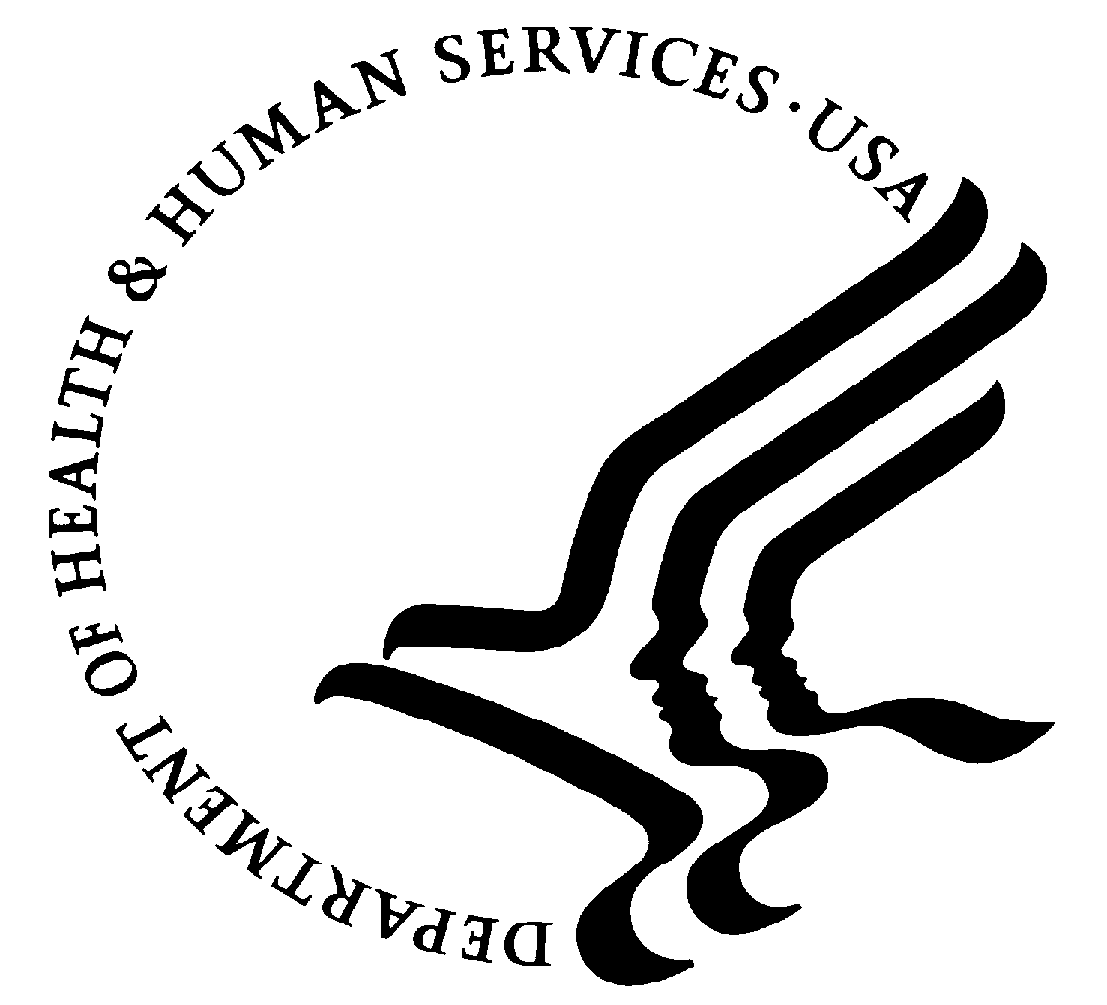 DEPARTMENT OF HEALTH & HUMAN SERVICES · USA